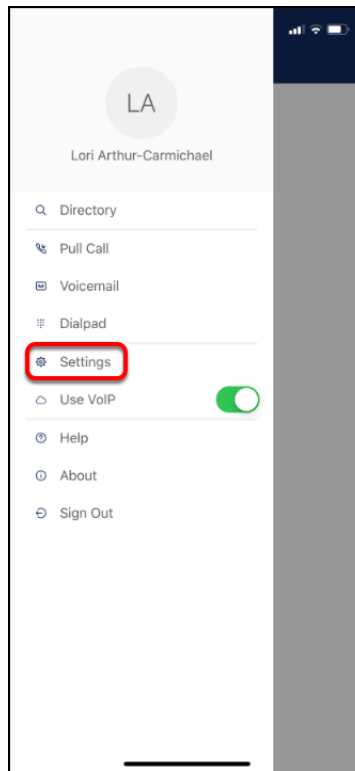 LA
Lori Arthur-Carmichael
Directory
Pull Call
Voicemail
Dialpad
Settings
Use VoIP
Help
About
Sign Out